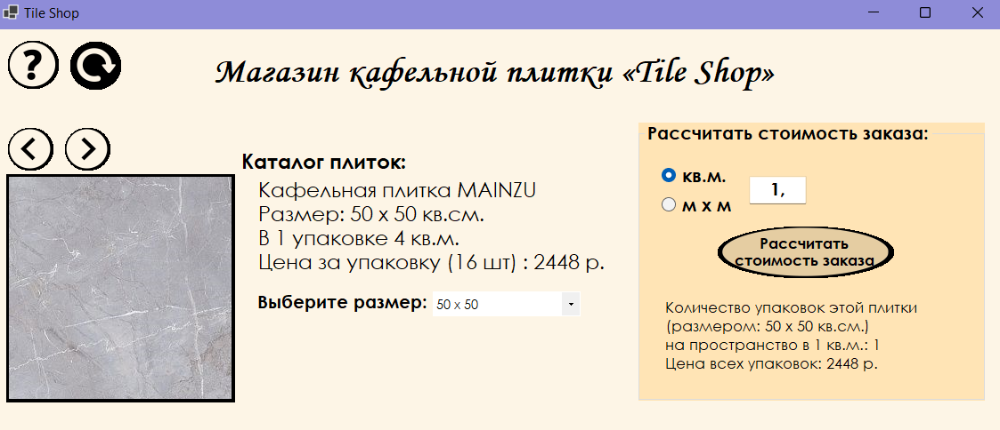 Tile Shop
?
Магазин кафельной плитки «Tile Shop»
Каталог плиток:
Кафельная плитка MAINZU
Размер: 50 x 50 кв.см.
В 1 упаковке 4 кв.м.
Цена за упаковку (16 шт) : 2448 р.
Выберите размер: 50 x 50
Рассчитать стоимость заказа:
кв.м.
м x м
1,
Рассчитать
стоимость заказа
Количество упаковок этой плитки
(размером: 50 x 50 кв.см.)
на пространство в 1 кв.м.: 1
Цена всех упаковок: 2448 р.